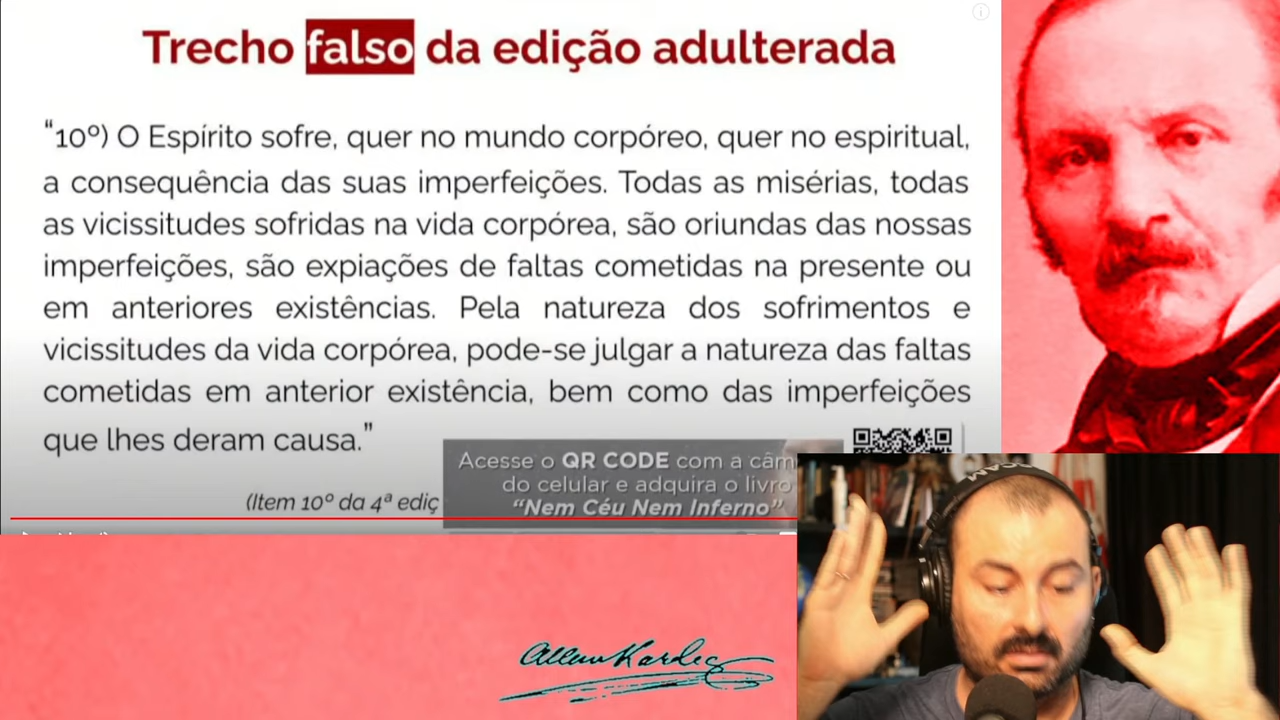 Trecho falso da edição adulterada
“10º) O Espírito sofre, quer no mundo corpóreo, quer no espiritual,
a consequência das suas imperfeições. Todas as misérias, todas
as vicissitudes sofridas na vida corpórea, são oriundas das nossas
imperfeições, são expiações de faltas cometidas na presente ou
em anteriores existências. Pela natureza dos sofrimentos e
vicissitudes da vida corpórea, pode-se julgar a natureza das faltas
cometidas em anterior existência, bem como das imperfeições
que lhes deram causa.”
(Item 10º da 4ª ediç
Acesse o QR CODE com a câm
do celular e adquira o livro
“Nem Céu Nem Inferno”
Allan Kardec